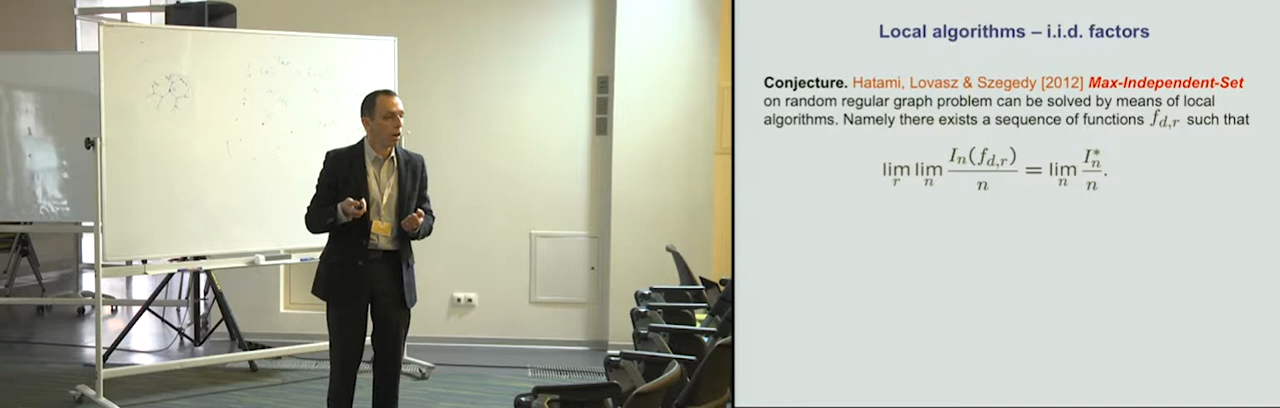 Local algorithms – i.i.d. factors
Conjecture. Hatami, Lovasz & Szegedy [2012] Max-Independent-Set
on random regular graph problem can be solved by means of local
algorithms. Namely there exists a sequence of functions f_{d,r} such that
lim_r lim_n I_n(f_{d,r})/n = lim_n I_n^*/n.